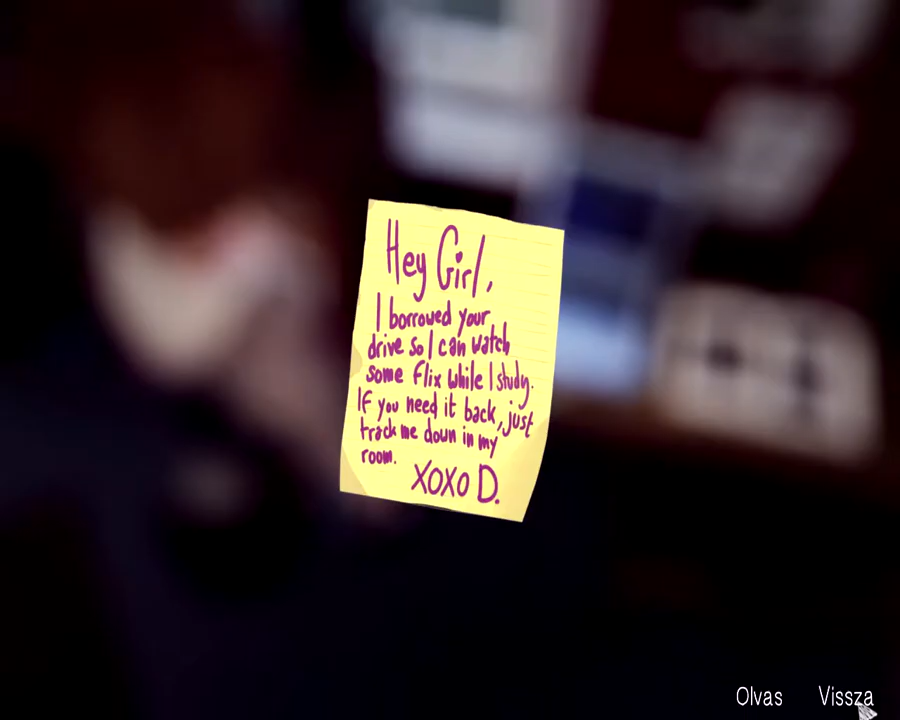 Hey Girl,
I borrowed your
drive so I can watch
some flix while I study.
If you need it back, just
track me down in my
room.
XOXO D.
Olvas Vissza